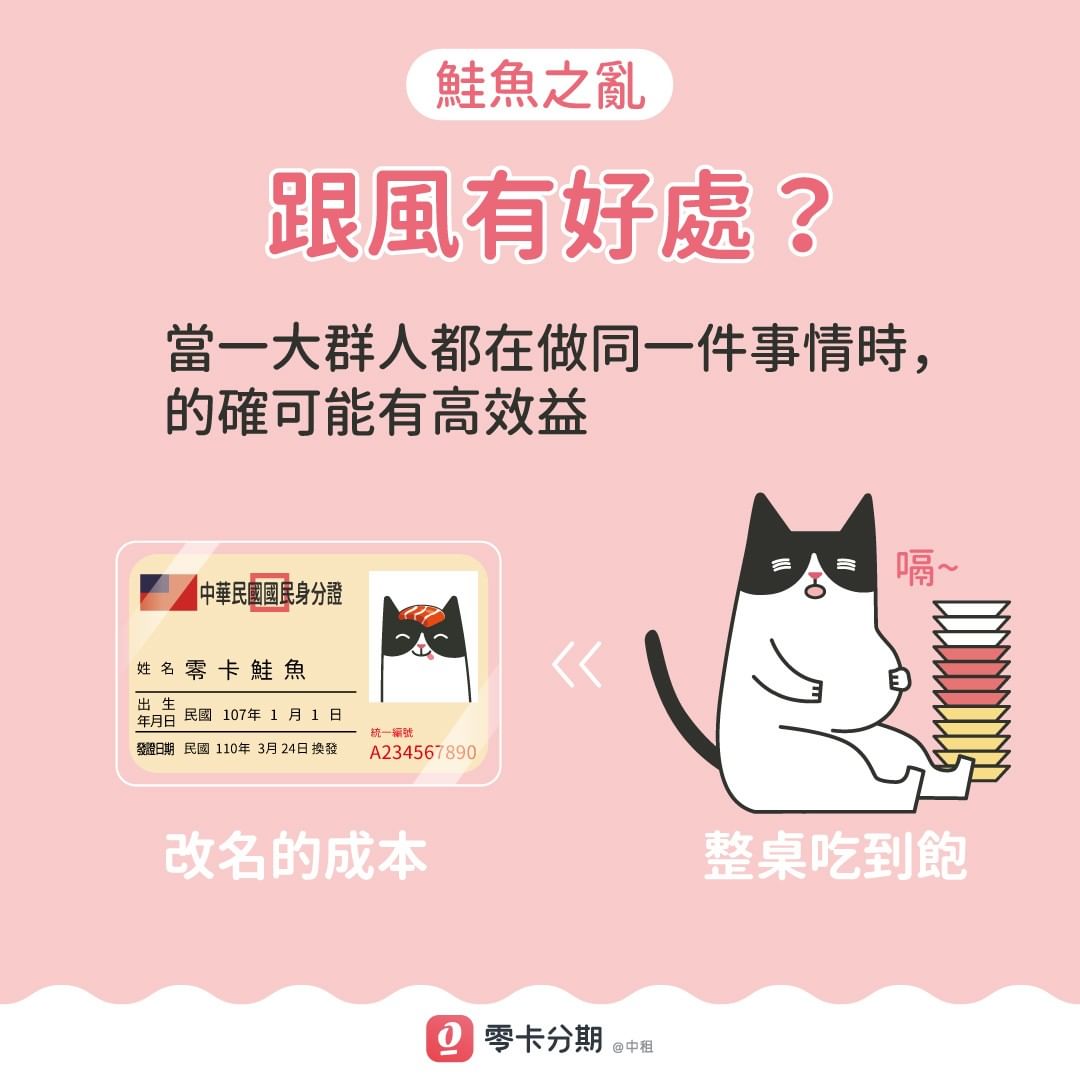 鮭魚之亂
跟風有好處？
當一大群人都在做同一件事情時，
的確可能有高效益
中華民國國民身分證
姓名 零卡鮭魚
出生年月日 民國 107年 1 月 1 日
發證日期 民國 110年 3月24日換發
統一編號
A234567890
嗝~
改名的成本
整桌吃到飽
零卡分期 @中租